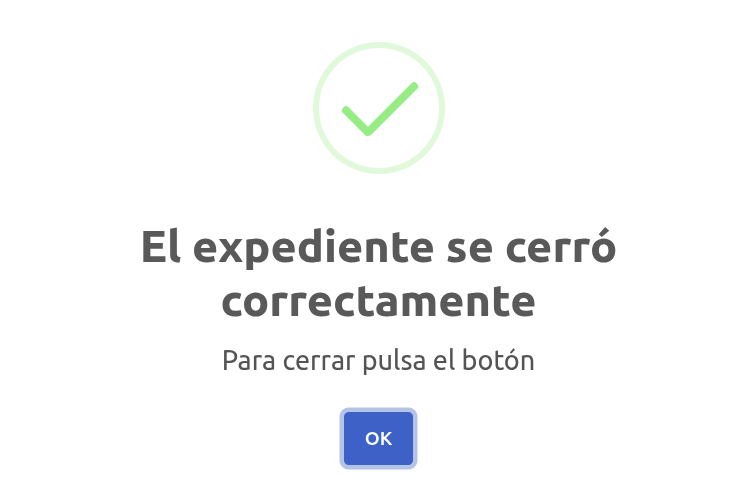 El expediente se cerró
correctamente
Para cerrar pulsa el botón
OK